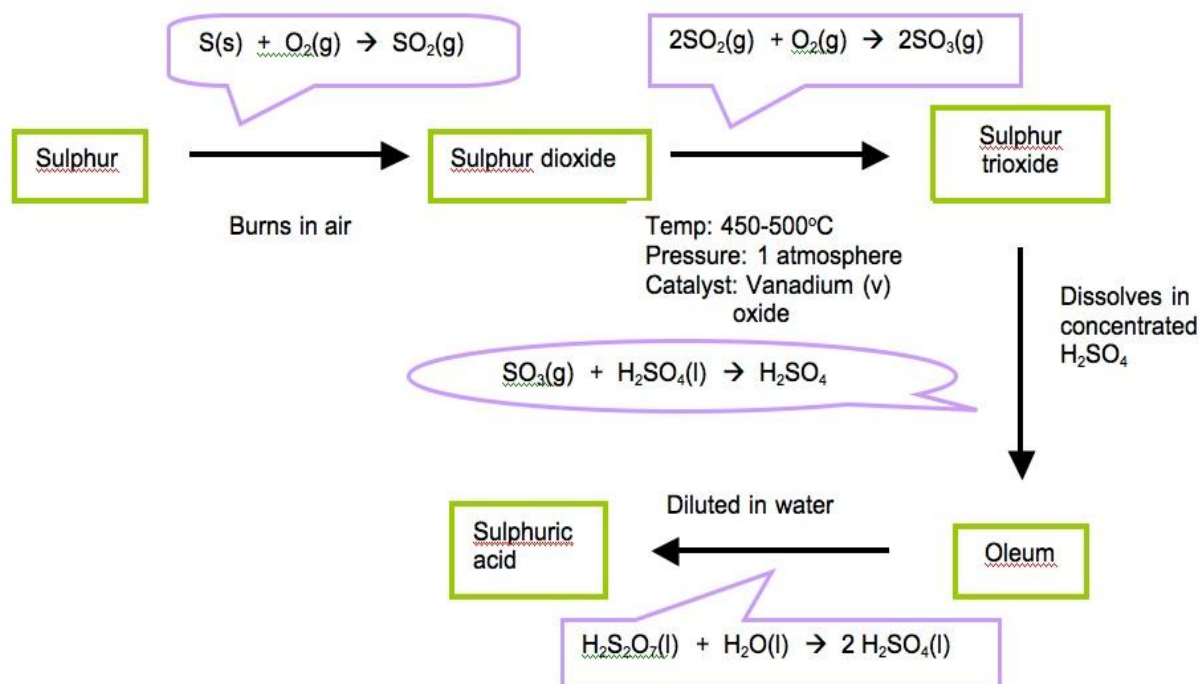 S(s) + O₂(g) → SO₂(g)
2SO₂(g) + O₂(g) → 2SO₃(g)
Sulphur
Sulphur dioxide
Sulphur
trioxide
Burns in air
Temp: 450-500°C
Pressure: 1 atmosphere
Catalyst: Vanadium (v)
oxide
Dissolves in
concentrated
H₂SO₄
SO₃(g) + H₂SO₄(l) → H₂SO₄
Diluted in water
Sulphuric
acid
Oleum
H₂S₂O₇(l) + H₂O(l) → 2 H₂SO₄(l)